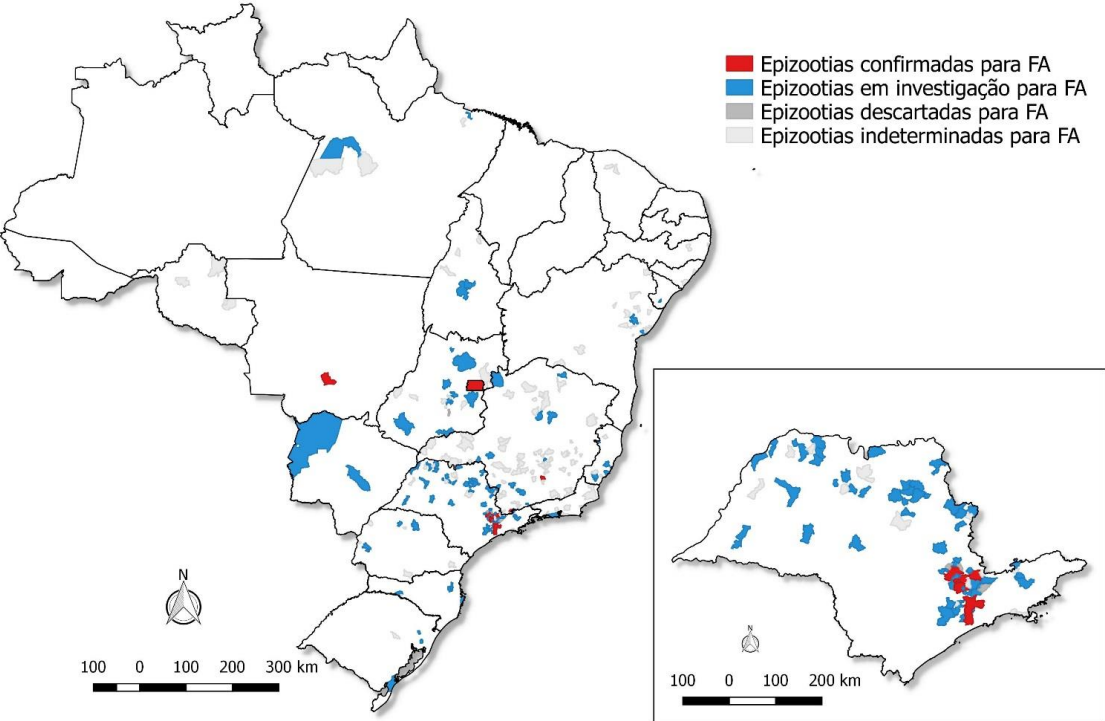 Epizootias confirmadas para FA
Epizootias em investigação para FA
Epizootias descartadas para FA
Epizootias indeterminadas para FA
N
100 0 100 200 300 km
N
100 0 100 200 km